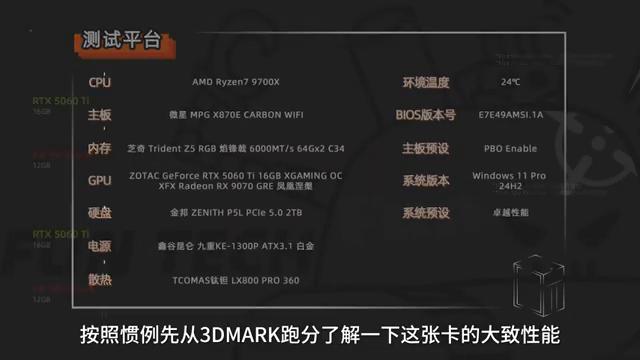 测试平台
CPU AMD Ryzen7 9700X 环境温度 24℃
RTX 5060 Ti
16GB
主板 微星 MPG X870E CARBON WIFI BIOS版本号 E7E49AMSI.1A
内存 芝奇 Trident Z5 RGB 焰锋戟 6000MT/s 64Gx2 C34 主板预设 PBO Enable
12GB
GPU ZOTAC GeForce RTX 5060 Ti 16GB XGAMING OC
XFX Radeon RX 9070 GRE 凤凰涅槃
系统版本 Windows 11 Pro
24H2
硬盘 金邦 ZENITH P5L PCIe 5.0 2TB 系统预设 卓越性能
RTX 5060 Ti
16GB
电源 鑫谷昆仑 九重KE-1300P ATX3.1 白金
散热 TCOMAS钛钽 LX800 PRO 360
12GB
按照惯例先从3DMARK跑分了解一下这张卡的大致性能